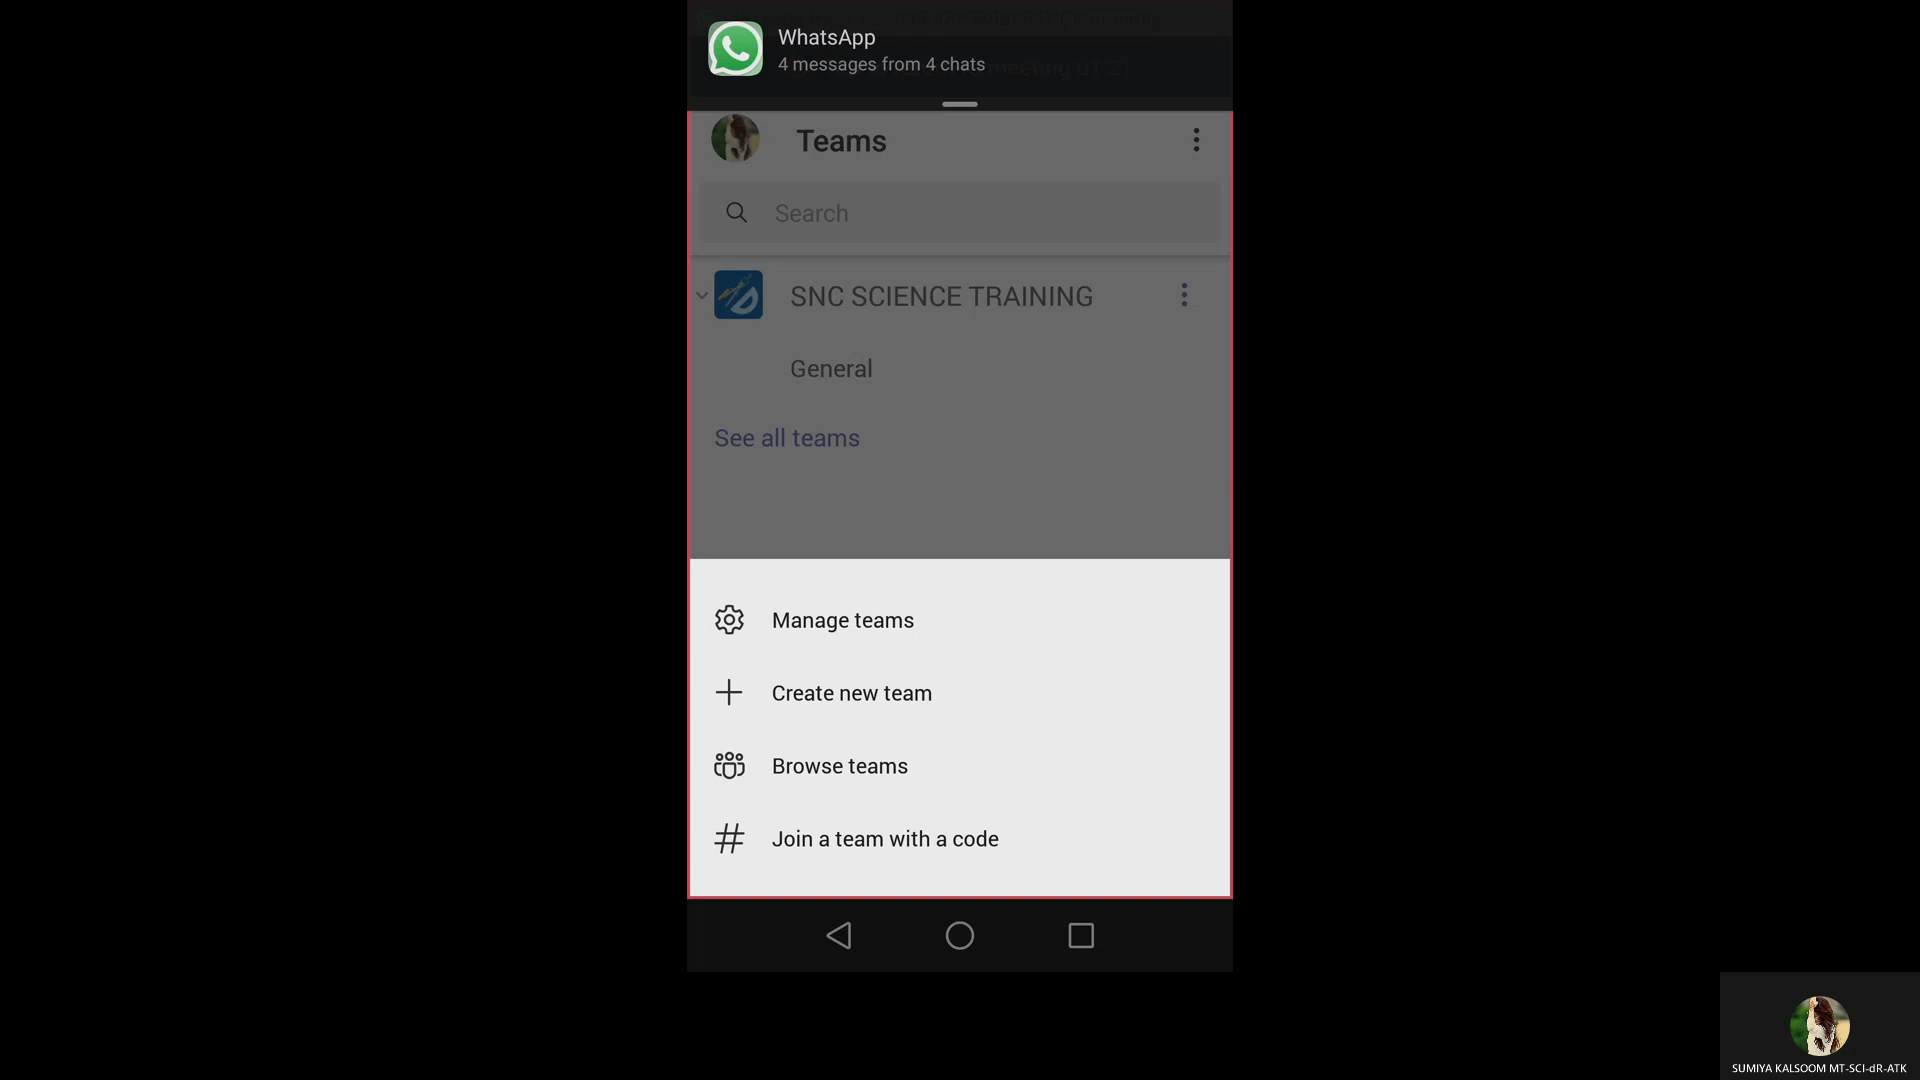 WhatsApp
4 messages from 4 chats
Teams
Search
SNC SCIENCE TRAINING
General
See all teams
Manage teams
Create new team
Browse teams
Join a team with a code
SUMIYA KALSOOM MT-SCI-dR-ATK